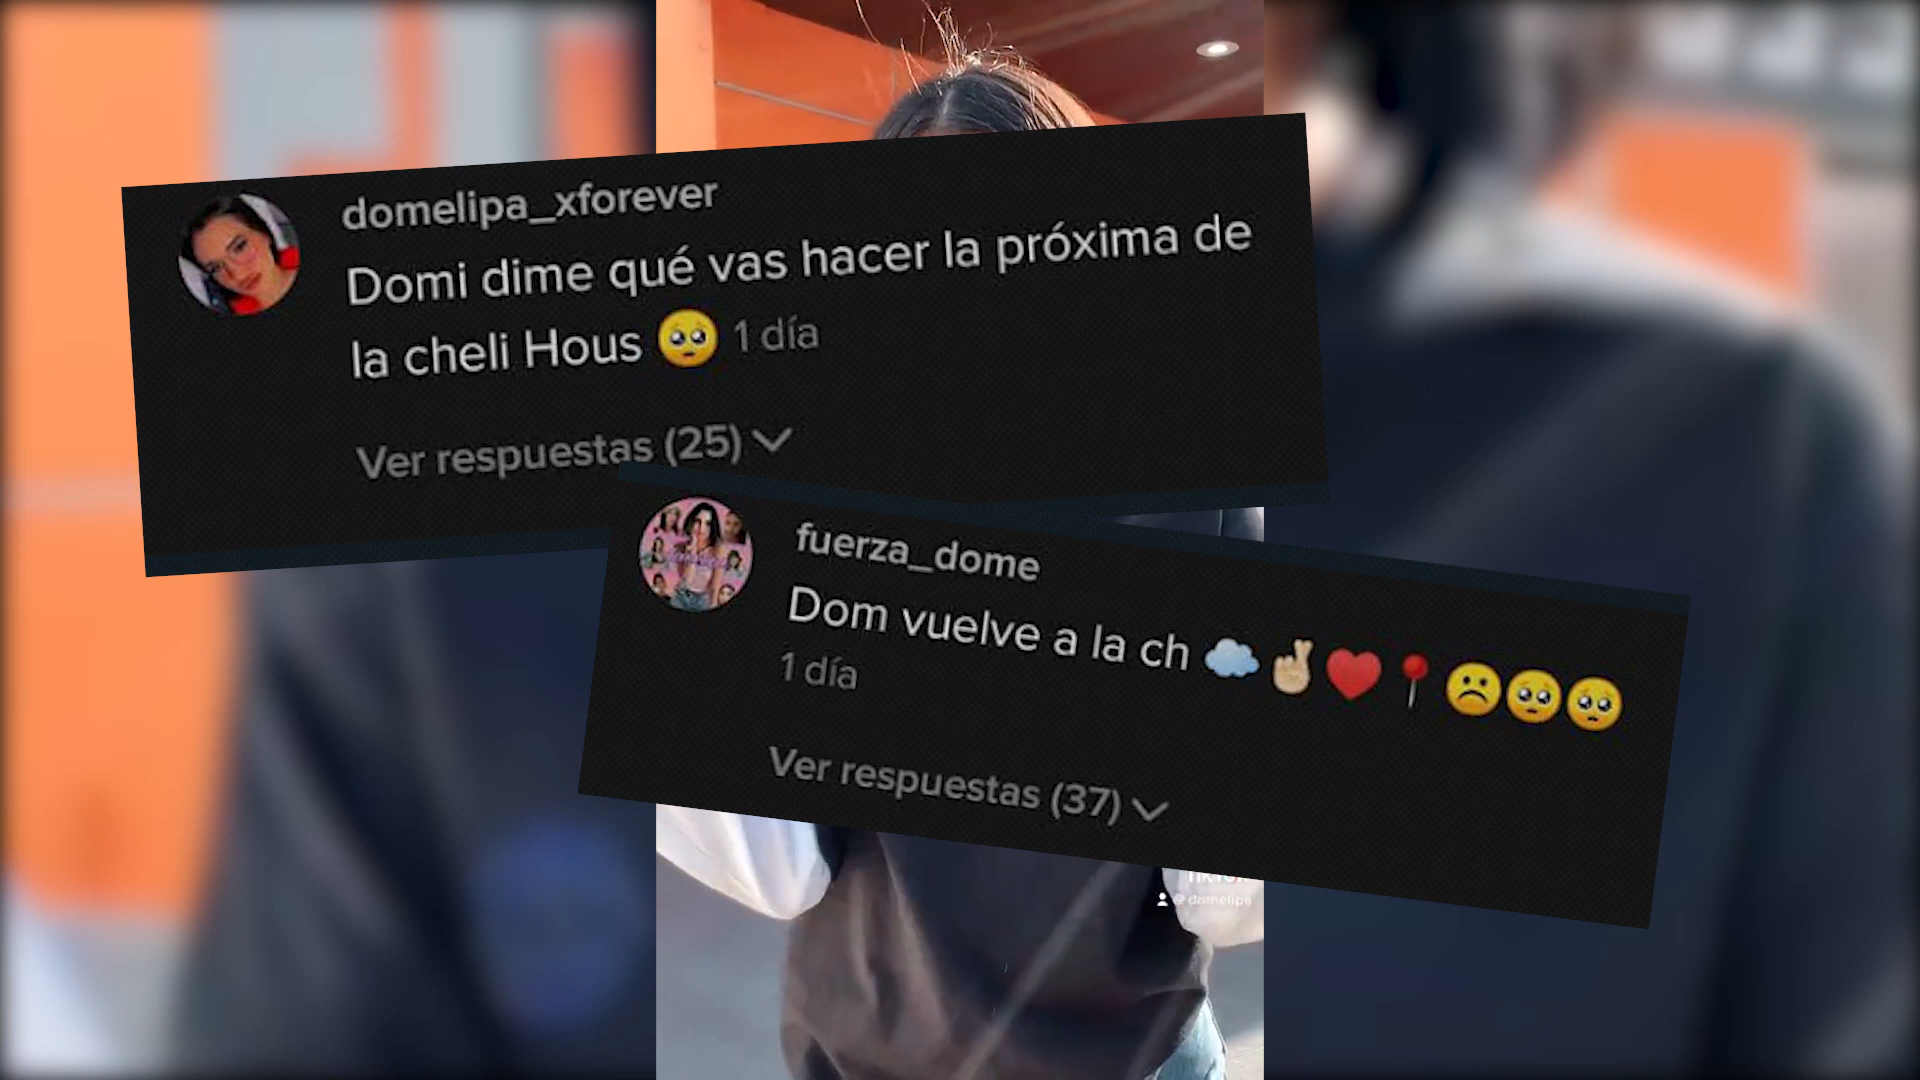 domelipa_xforever
Domi dime qué vas hacer la próxima de
la cheli Hous 🥺 1 día
Ver respuestas (25)
fuerza_dome
Dom vuelve a la ch ☁️🤞🏼❤️📍☹️🥺🥺
1 día
Ver respuestas (37)
@domelipa